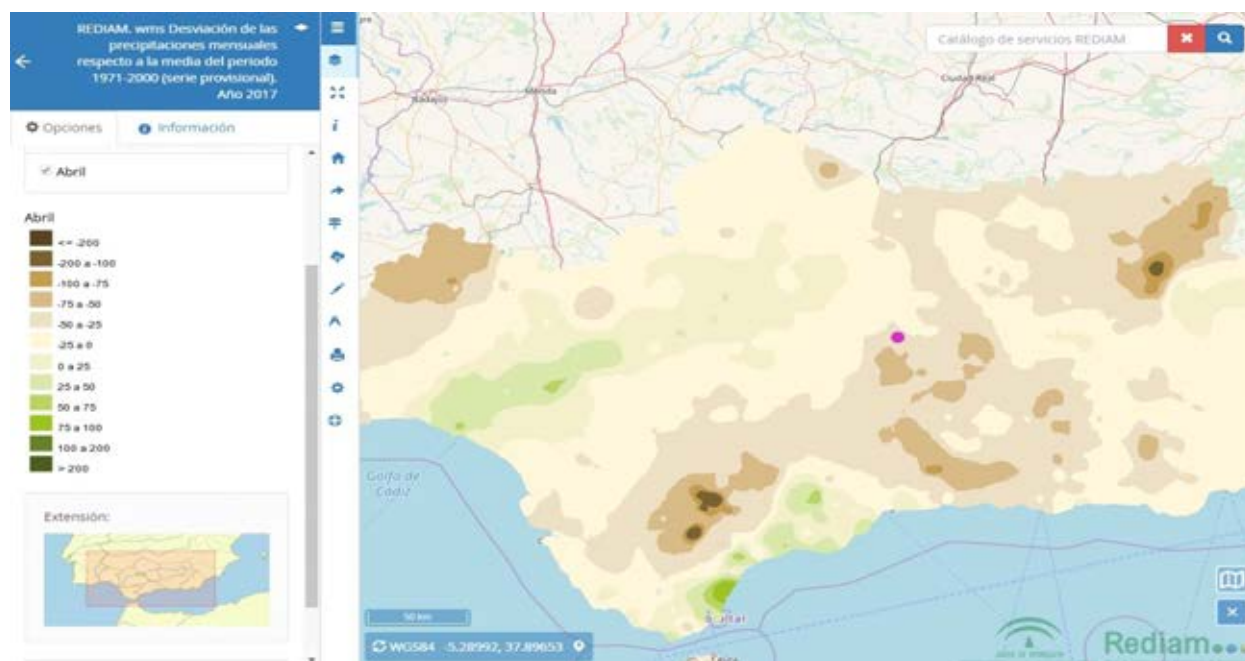 REDIAM. wms Desviación de las
precipitaciones mensuales
respecto a la media del periodo
1971-2000 (serie provisional).
Año 2017
Opciones
Información
Abril
Abril
<= -200
-200 a -100
-100 a -75
-75 a -50
-50 a -25
-25 a 0
0 a 25
25 a 50
50 a 75
75 a 100
100 a 200
> 200
Extensión:
Catálogo de servicios REDIAM
Ciudad Real
Mérida
Badajoz
Golfo de
Cádiz
50 km
WGS84 -5.28992, 37.89653
Rediam